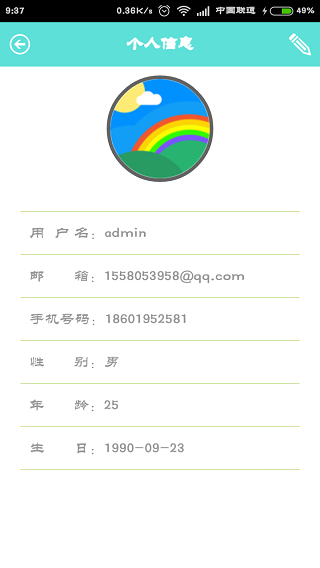 9:37 0.36K/s 中国联通 49%
个人信息
用 户 名：admin
邮 箱：1558053958@qq.com
手机号码：18601952581
性 别：男
年 龄：25
生 日：1990-09-23